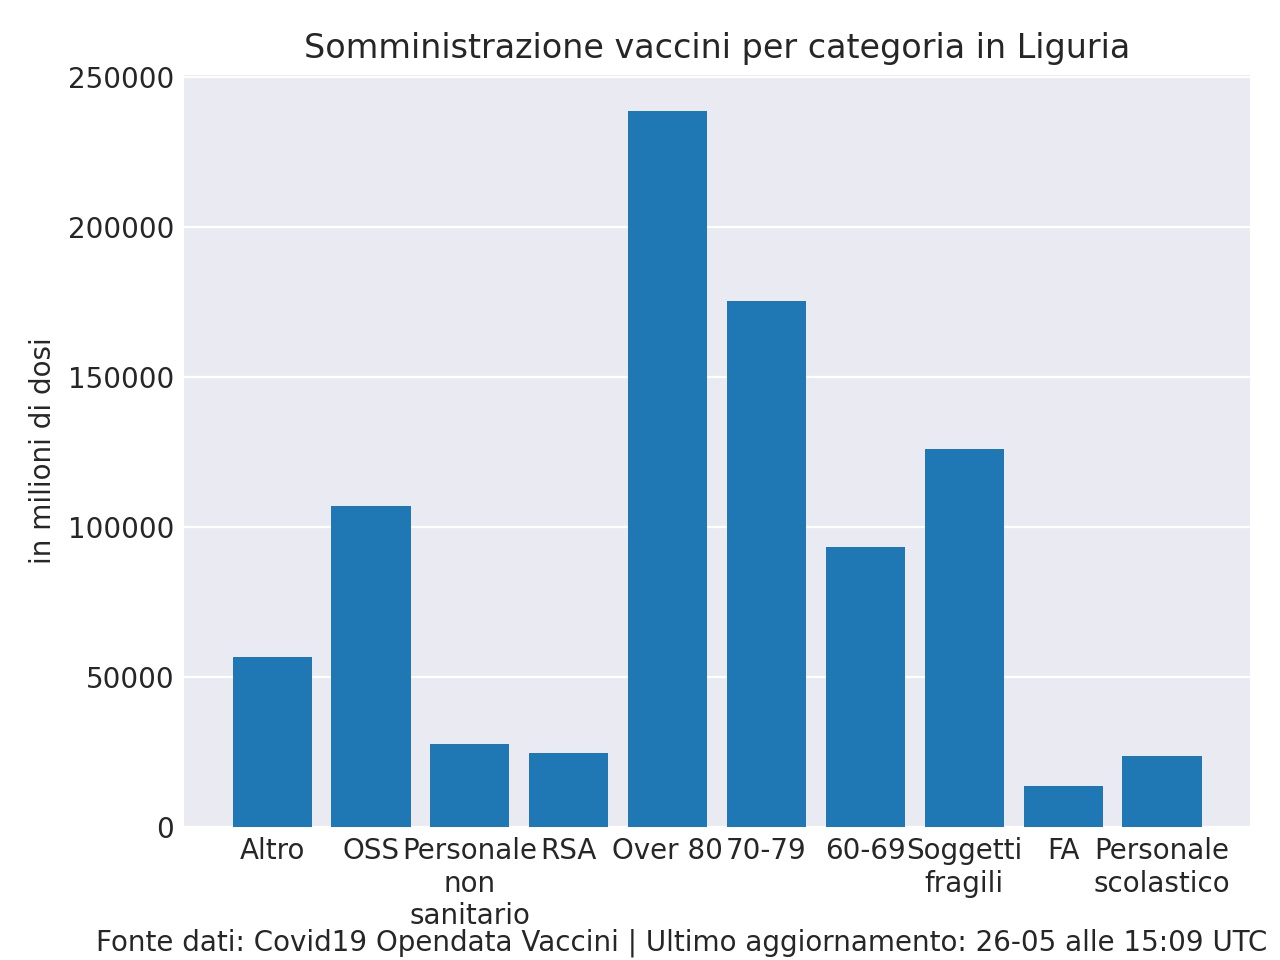 Somministrazione vaccini per categoria in Liguria
250000
200000
150000
100000
50000
0
in milioni di dosi
Altro
OSS
Personale
non
sanitario
RSA
Over 80
70-79
60-69
Soggetti
fragili
FA
Personale
scolastico
Fonte dati: Covid19 Opendata Vaccini | Ultimo aggiornamento: 26-05 alle 15:09 UTC